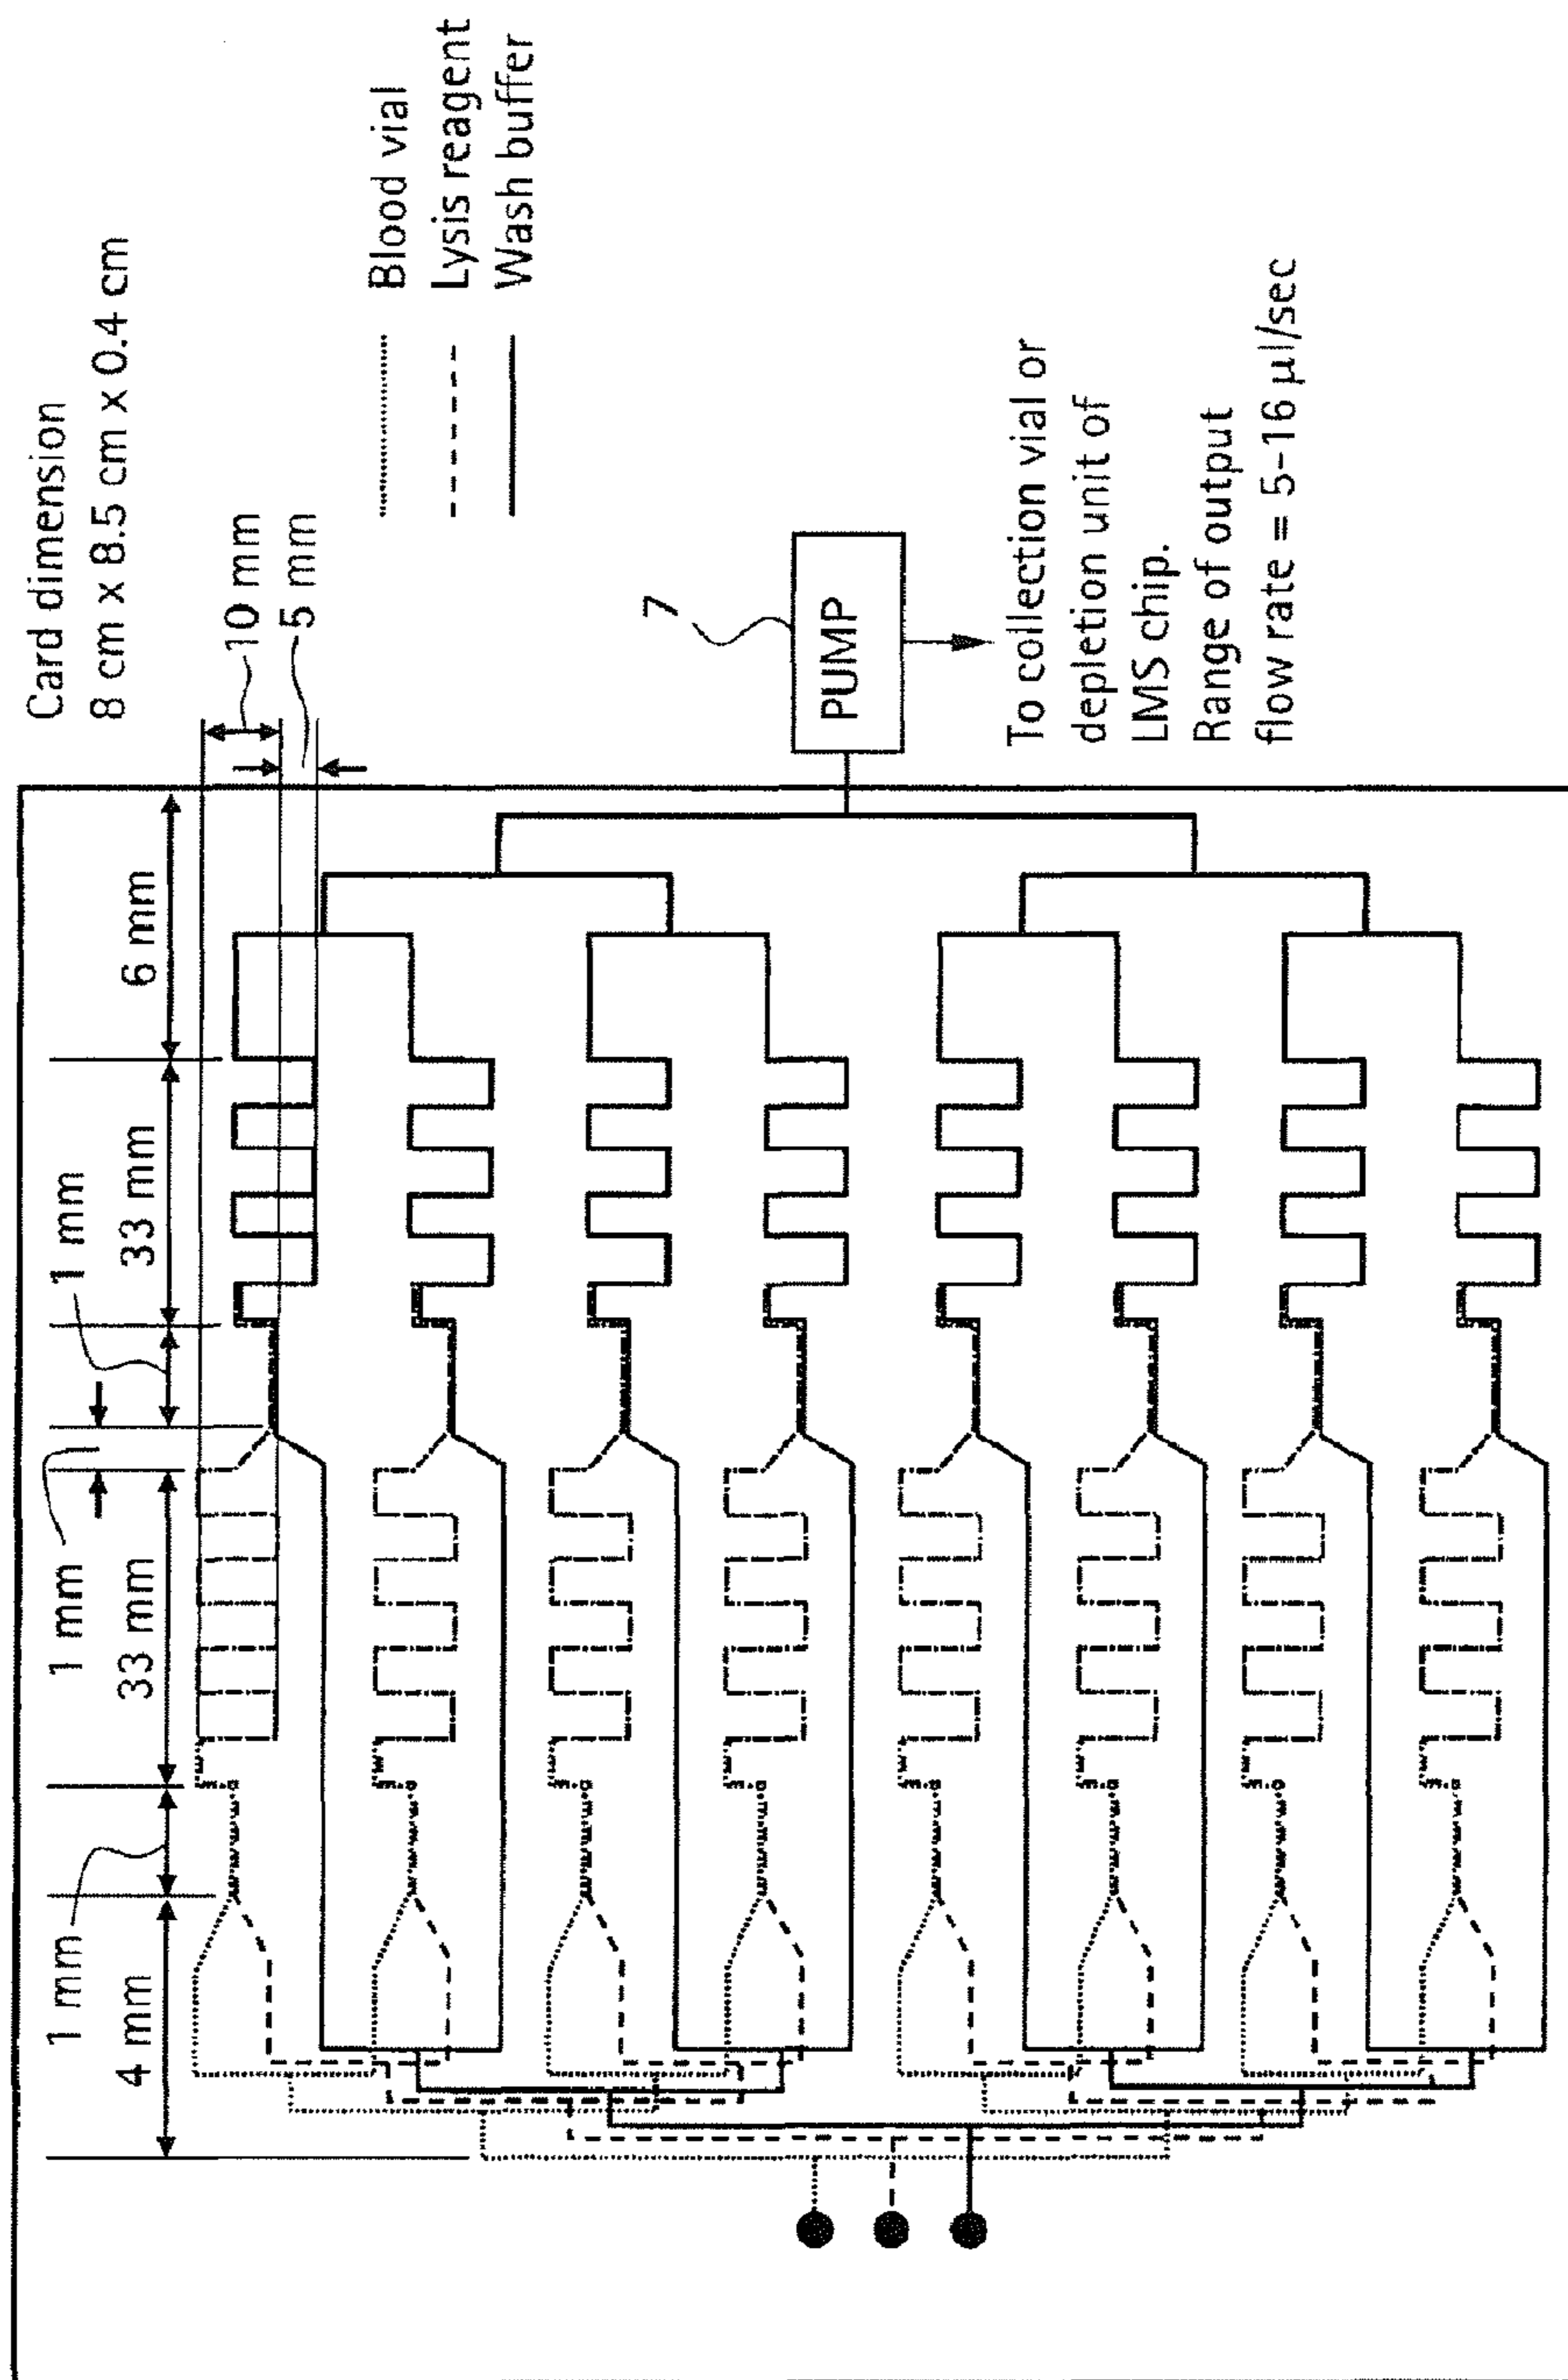 Card dimension
8 cm x 8.5 cm x 0.4 cm
4 mm
1 mm
33 mm
1 mm
1 mm
33 mm
6 mm
10 mm
5 mm
Blood vial
Lysis reagent
Wash buffer
7
PUMP
To collection vial or
depletion unit of
LMS chip.
Range of output
flow rate = 5-16 µl/sec